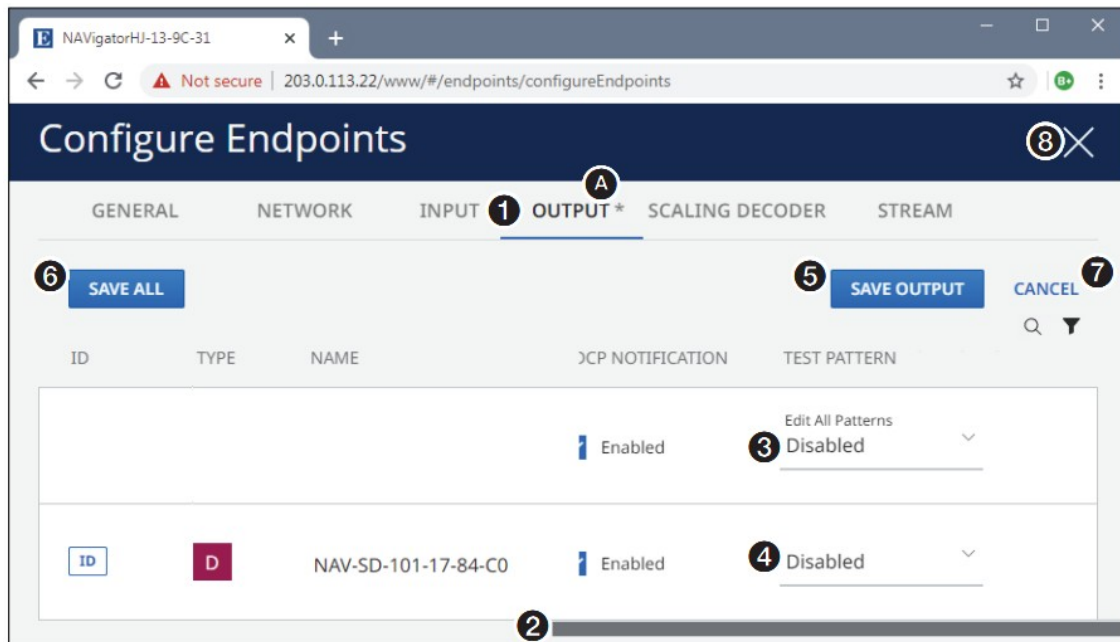 E NAVigatorHJ-13-9C-31
Not secure | 203.0.113.22/www/#/endpoints/configureEndpoints
B+
Configure Endpoints
8
A
GENERAL NETWORK INPUT 1 OUTPUT * SCALING DECODER STREAM
6 SAVE ALL 5 SAVE OUTPUT CANCEL 7
ID TYPE NAME DCP NOTIFICATION TEST PATTERN
Edit All Patterns
Enabled 3 Disabled
ID D NAV-SD-101-17-84-C0 Enabled 4 Disabled
2